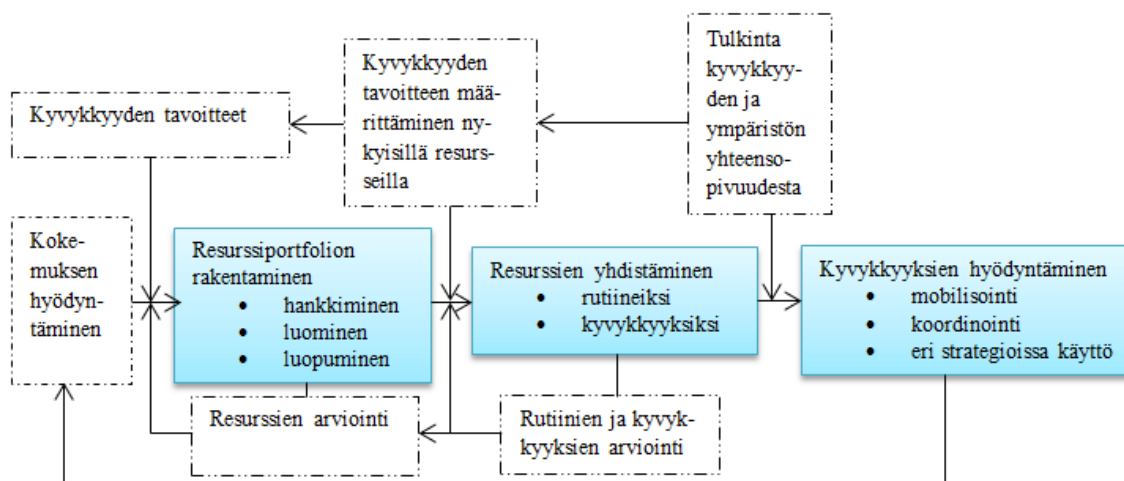 Tulkinta
kyvykkyy-
den ja
ympäristön
yhteenso-
pivuudesta
Kyvykkyyden
tavoitteen mää-
rittäminen ny-
kyisillä resurs-
seilla
Kyvykkyyden tavoitteet
Koke-
muksen
hyödyn-
täminen
Resurssiportfolion
rakentaminen
• hankkiminen
• luominen
• luopuminen
Resurssien yhdistäminen
• rutiineiksi
• kyvykkyyksiksi
Kyvykkyyksien hyödyntäminen
• mobilisointi
• koordinointi
• eri strategioissa käyttö
Resurssien arviointi
Rutiinien ja kyvyk-
kyyksien arviointi